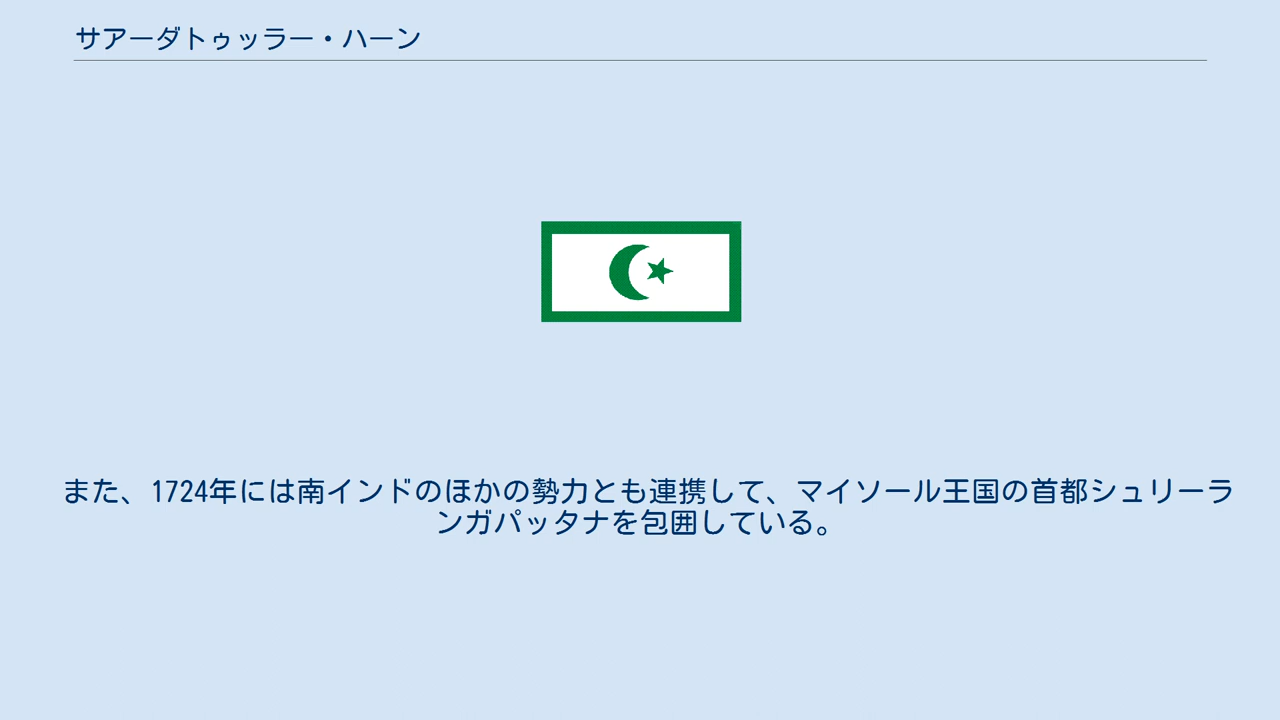 サアーダトゥッラー・ハーン
また、1724年には南インドのほかの勢力とも連携して、マイソール王国の首都シュリーラ
ンガパッタナを包囲している。